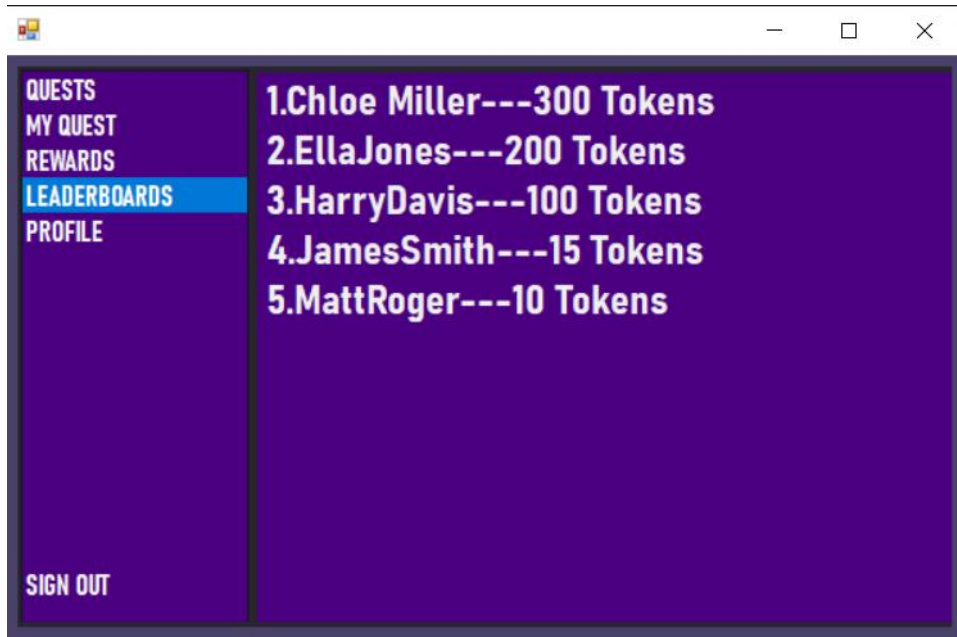 QUESTS
MY QUEST
REWARDS
LEADERBOARDS
PROFILE
SIGN OUT
1.Chloe Miller---300 Tokens
2.EllaJones---200 Tokens
3.HarryDavis---100 Tokens
4.JamesSmith---15 Tokens
5.MattRoger---10 Tokens